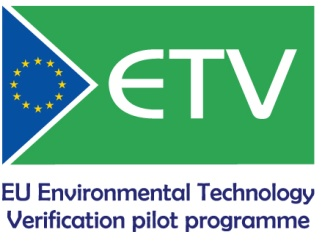 ETV
EU Environmental Technology
Verification pilot programme